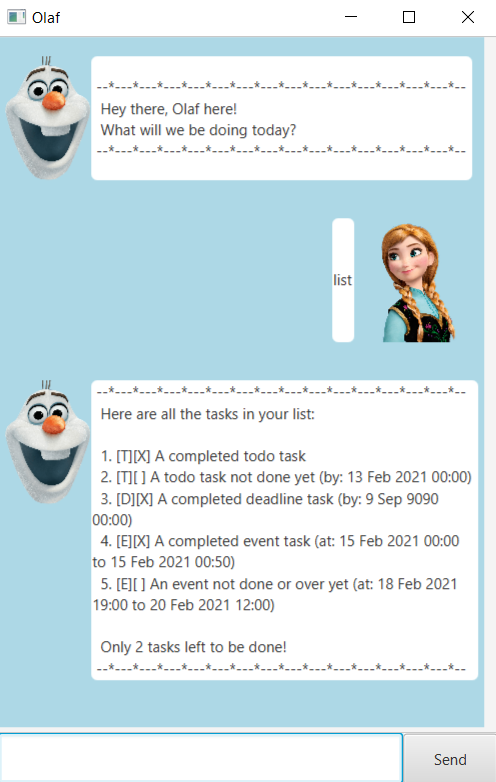 Olaf
--*---*---*---*---*---*---*---*---*---*---*---*---*--
Hey there, Olaf here!
What will we be doing today?
--*---*---*---*---*---*---*---*---*---*---*---*---*--
list
--*---*---*---*---*---*---*---*---*---*---*---*---*--
Here are all the tasks in your list:
1. [T][X] A completed todo task
2. [T][ ] A todo task not done yet (by: 13 Feb 2021 00:00)
3. [D][X] A completed deadline task (by: 9 Sep 9090
00:00)
4. [E][X] A completed event task (at: 15 Feb 2021 00:00
to 15 Feb 2021 00:50)
5. [E][ ] An event not done or over yet (at: 18 Feb 2021
19:00 to 20 Feb 2021 12:00)
Only 2 tasks left to be done!
--*---*---*---*---*---*---*---*---*---*---*---*---*--
Send